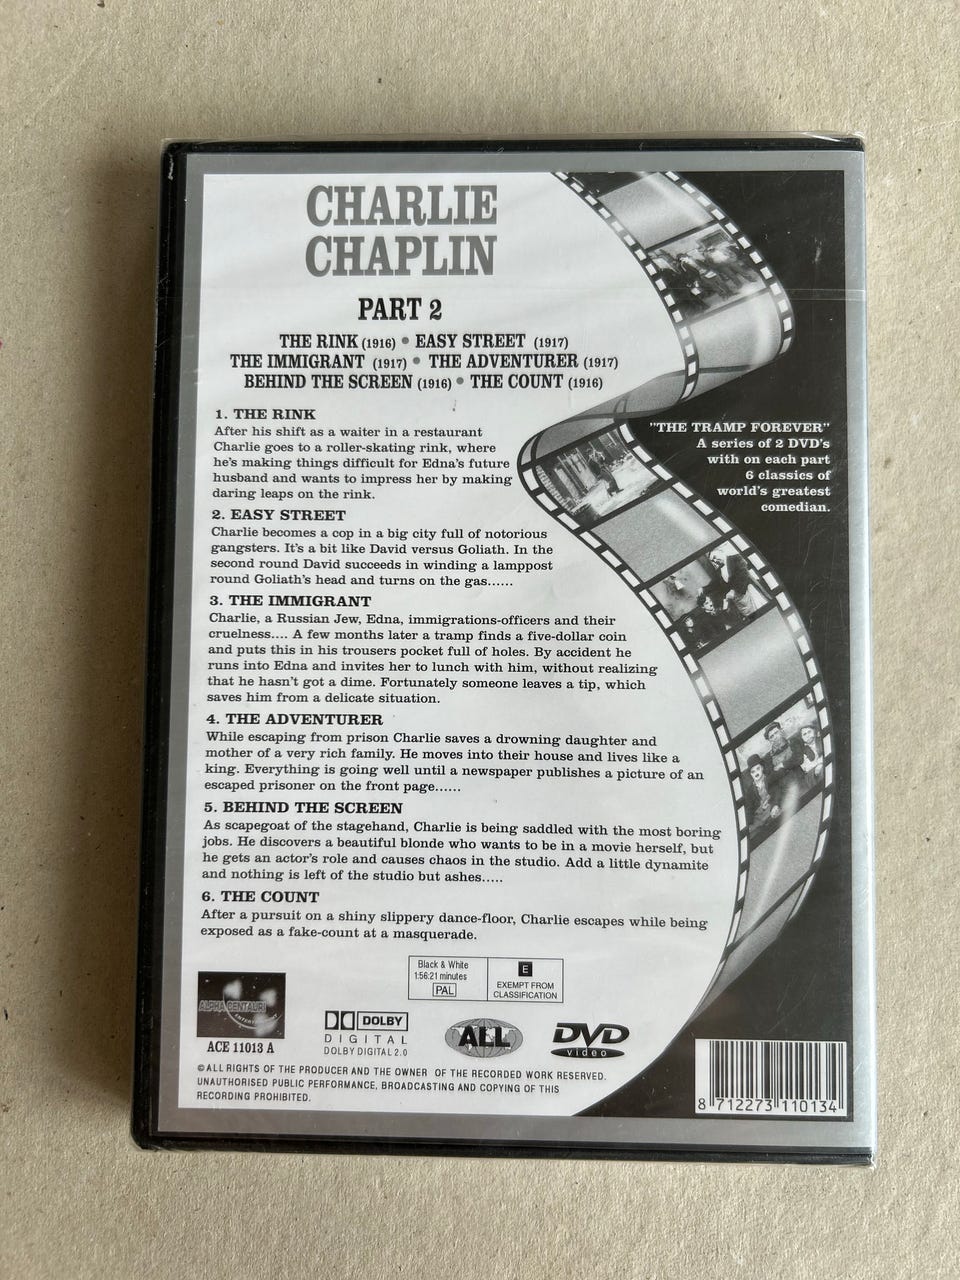 CHARLIE
CHAPLIN
PART 2
THE RINK (1916) • EASY STREET (1917)
THE IMMIGRANT (1917) • THE ADVENTURER (1917)
BEHIND THE SCREEN (1916) • THE COUNT (1916)
1. THE RINK
After his shift as a waiter in a restaurant
Charlie goes to a roller-skating rink, where
he's making things difficult for Edna's future
husband and wants to impress her by making
daring leaps on the rink.
2. EASY STREET
Charlie becomes a cop in a big city full of notorious
gangsters. It's a bit like David versus Goliath. In the
second round David succeeds in winding a lamppost
round Goliath's head and turns on the gas......
3. THE IMMIGRANT
Charlie, a Russian Jew, Edna, immigrations-officers and their
cruelness.... A few months later a tramp finds a five-dollar coin
and puts this in his trousers pocket full of holes. By accident he
runs into Edna and invites her to lunch with him, without realizing
that he hasn't got a dime. Fortunately someone leaves a tip, which
saves him from a delicate situation.
4. THE ADVENTURER
While escaping from prison Charlie saves a drowning daughter and
mother of a very rich family. He moves into their house and lives like a
king. Everything is going well until a newspaper publishes a picture of an
escaped prisoner on the front page......
5. BEHIND THE SCREEN
As scapegoat of the stagehand, Charlie is being saddled with the most boring
jobs. He discovers a beautiful blonde who wants to be in a movie herself, but
he gets an actor's role and causes chaos in the studio. Add a little dynamite
and nothing is left of the studio but ashes.....
6. THE COUNT
After a pursuit on a shiny slippery dance-floor, Charlie escapes while being
exposed as a fake-count at a masquerade.
"THE TRAMP FOREVER"
A series of 2 DVD's
with on each part
6 classics of
world's greatest
comedian.
Black & White
1:56:21 minutes
PAL
E
EXEMPT FROM
CLASSIFICATION
ALPHA CENTAURI
ENTERTAINMENT
ACE 11013 A
DOLBY
DIGITAL
DOLBY DIGITAL 2.0
ALL
DVD
video
©ALL RIGHTS OF THE PRODUCER AND THE OWNER OF THE RECORDED WORK RESERVED.
UNAUTHORISED PUBLIC PERFORMANCE, BROADCASTING AND COPYING OF THIS
RECORDING PROHIBITED.
8 712273 110134